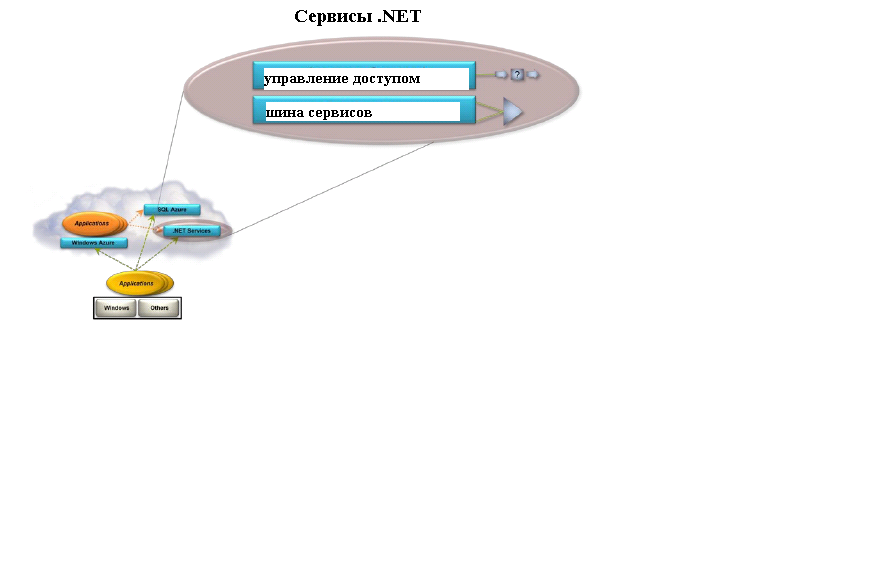 Сервисы .NET
управление доступом
?
шина сервисов
SQL Azure
Applications
.NET Services
Windows Azure
Applications
Windows Others